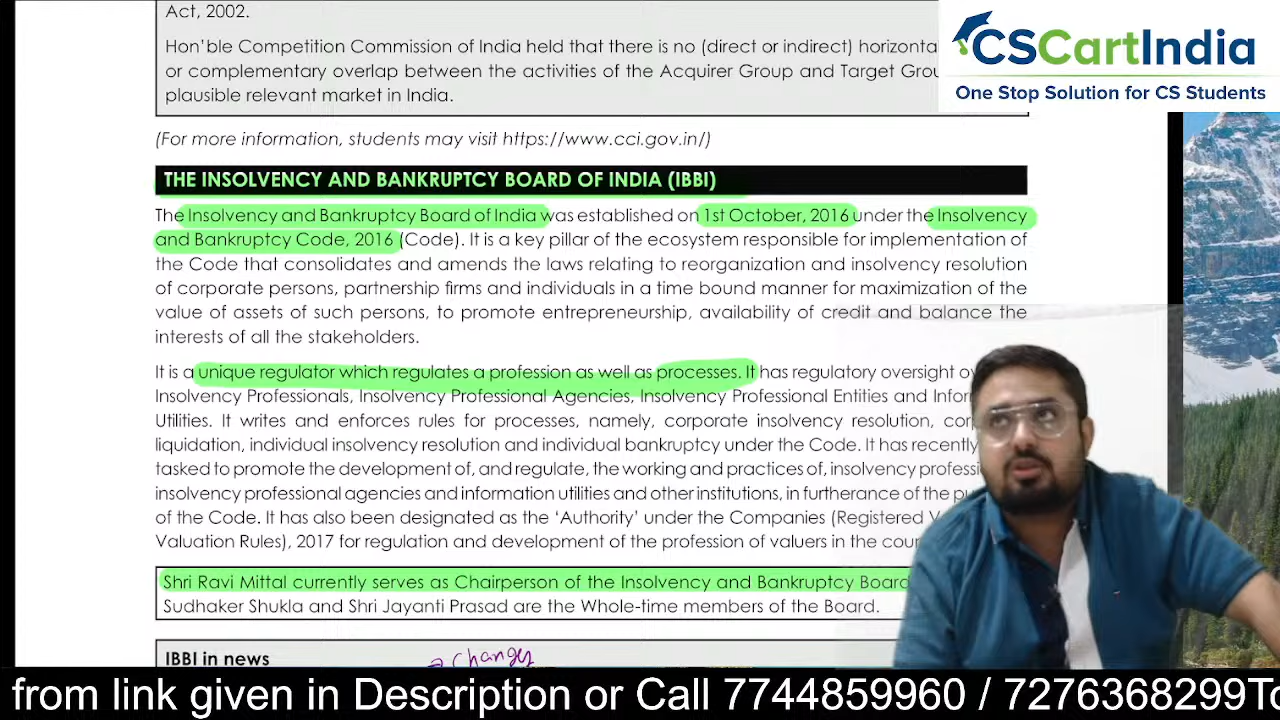 Act, 2002.
Hon'ble Competition Commission of India held that there is no (direct or indirect) horizonta
or complementary overlap between the activities of the Acquirer Group and Target Grou
plausible relevant market in India.
CSCartIndia
One Stop Solution for CS Students
(For more information, students may visit https://www.cci.gov.in/)
THE INSOLVENCY AND BANKRUPTCY BOARD OF INDIA (IBBI)
The Insolvency and Bankruptcy Board of India was established on 1st October, 2016 under the Insolvency
and Bankruptcy Code, 2016 (Code). It is a key pillar of the ecosystem responsible for implementation of
the Code that consolidates and amends the laws relating to reorganization and insolvency resolution
of corporate persons, partnership firms and individuals in a time bound manner for maximization of the
value of assets of such persons, to promote entrepreneurship, availability of credit and balance the
interests of all the stakeholders.
It is a unique regulator which regulates a profession as well as processes. It has regulatory oversight ov
Insolvency Professionals, Insolvency Professional Agencies, Insolvency Professional Entities and Inform
Utilities. It writes and enforces rules for processes, namely, corporate insolvency resolution, cor
liquidation, individual insolvency resolution and individual bankruptcy under the Code. It has recently
tasked to promote the development of, and regulate, the working and practices of, insolvency professi
insolvency professional agencies and information utilities and other institutions, in furtherance of the pu
of the Code. It has also been designated as the 'Authority' under the Companies (Registered V
Valuation Rules), 2017 for regulation and development of the profession of valuers in the cou
Shri Ravi Mittal currently serves as Chairperson of the Insolvency and Bankruptcy Board
Sudhaker Shukla and Shri Jayanti Prasad are the Whole-time members of the Board.
IBBI in news
→ Changes
from link given in Description or Call 7744859960 / 7276368299To